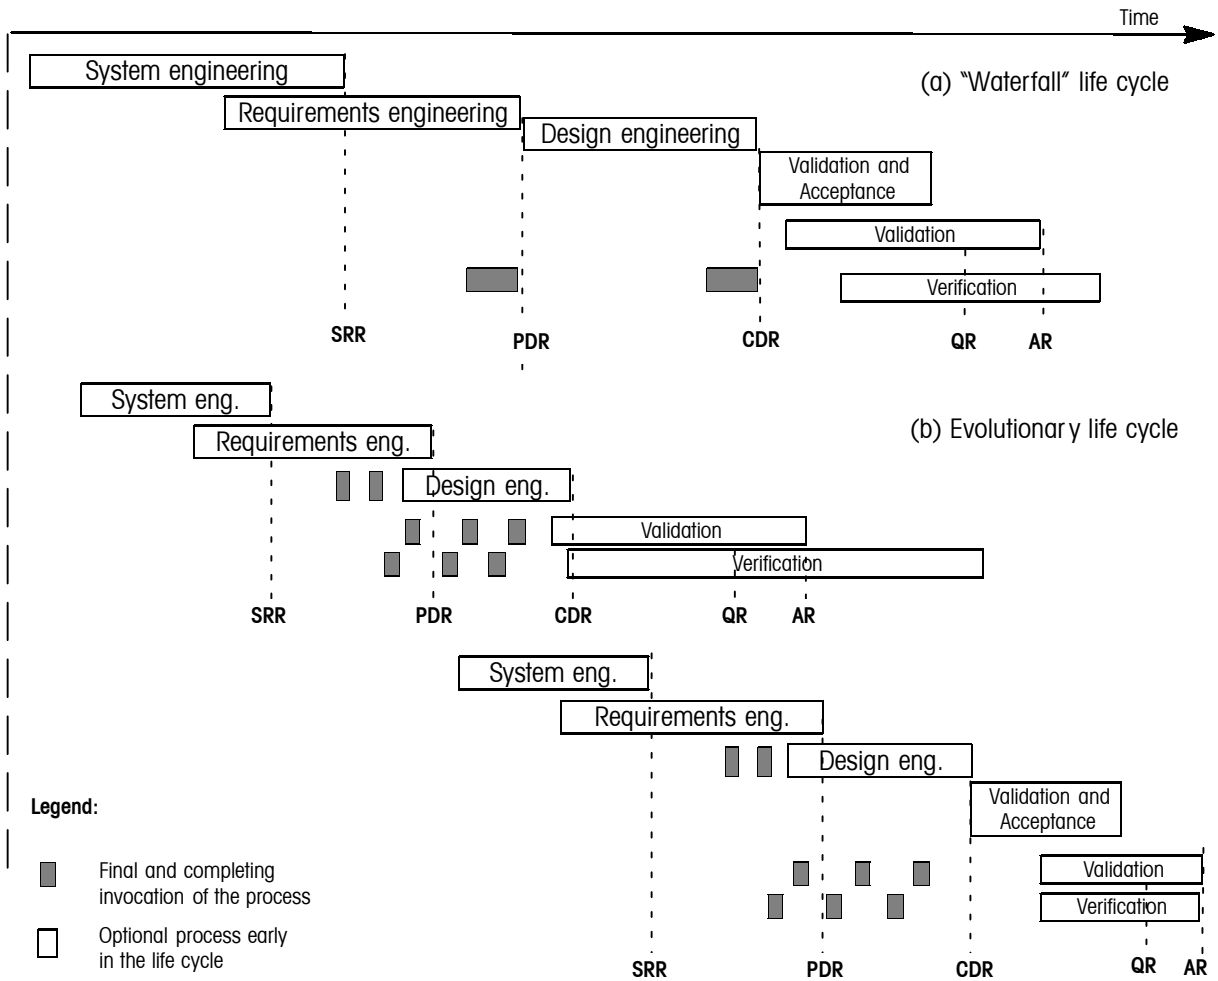 Time
System engineering
(a) “Waterfall” life cycle
Requirements engineering
Design engineering
Validation and
Acceptance
Validation
Verification
SRR
PDR
CDR
QR
AR
System eng.
Requirements eng.
(b) Evolutionary life cycle
Design eng.
Validation
Verification
SRR
PDR
CDR
QR
AR
System eng.
Requirements eng.
Design eng.
Validation and
Acceptance
Legend:
Final and completing
invocation of the process
Validation
Verification
Optional process early
in the life cycle
SRR
PDR
CDR
QR
AR